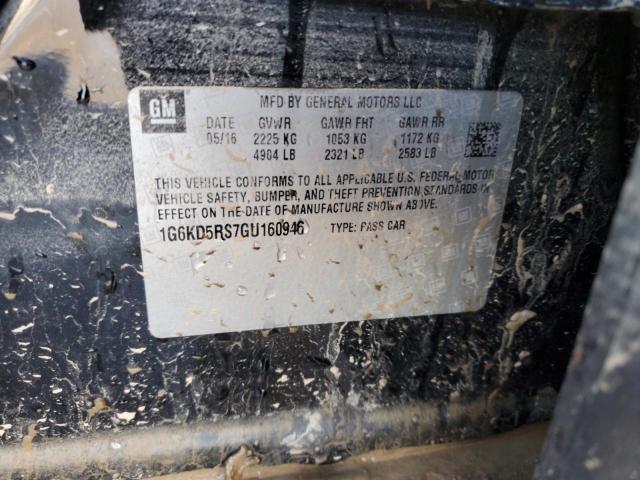 GM
MFD BY GENERAL MOTORS LLC
DATE GVWR GAWR FRT GAWR RR
05/16 2225 KG 1053 KG 1172 KG
4904 LB 2321 LB 2583 LB
THIS VEHICLE CONFORMS TO ALL APPLICABLE U.S. FEDERAL MOTOR
VEHICLE SAFETY, BUMPER, AND THEFT PREVENTION STANDARDS IN
EFFECT ON THE DATE OF MANUFACTURE SHOWN ABOVE.
1G6KD5RS7GU160946 TYPE: PASS CAR